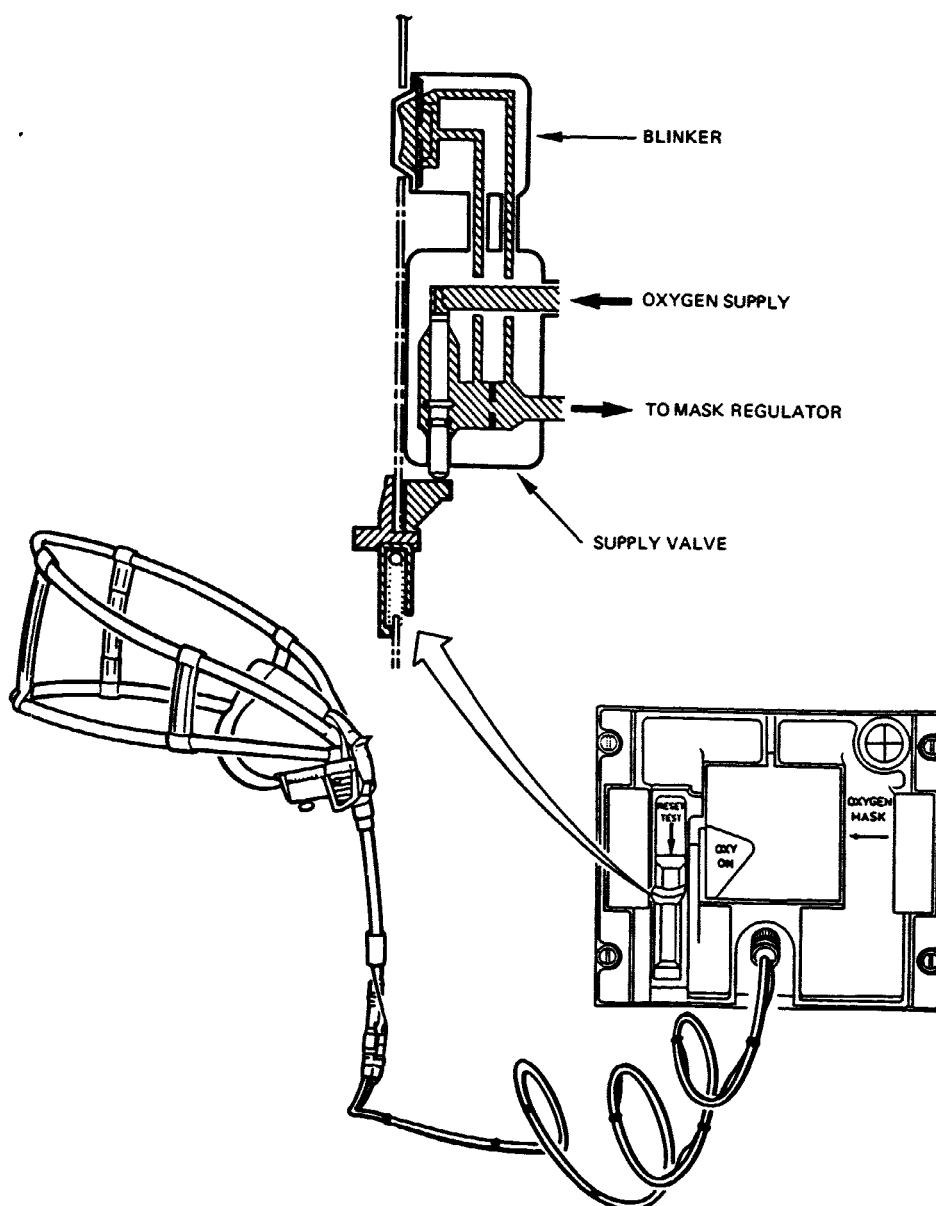 BLINKER
OXYGEN SUPPLY
TO MASK REGULATOR
SUPPLY VALVE
RESET
TEST
OXY
ON
OXYGEN
MASK